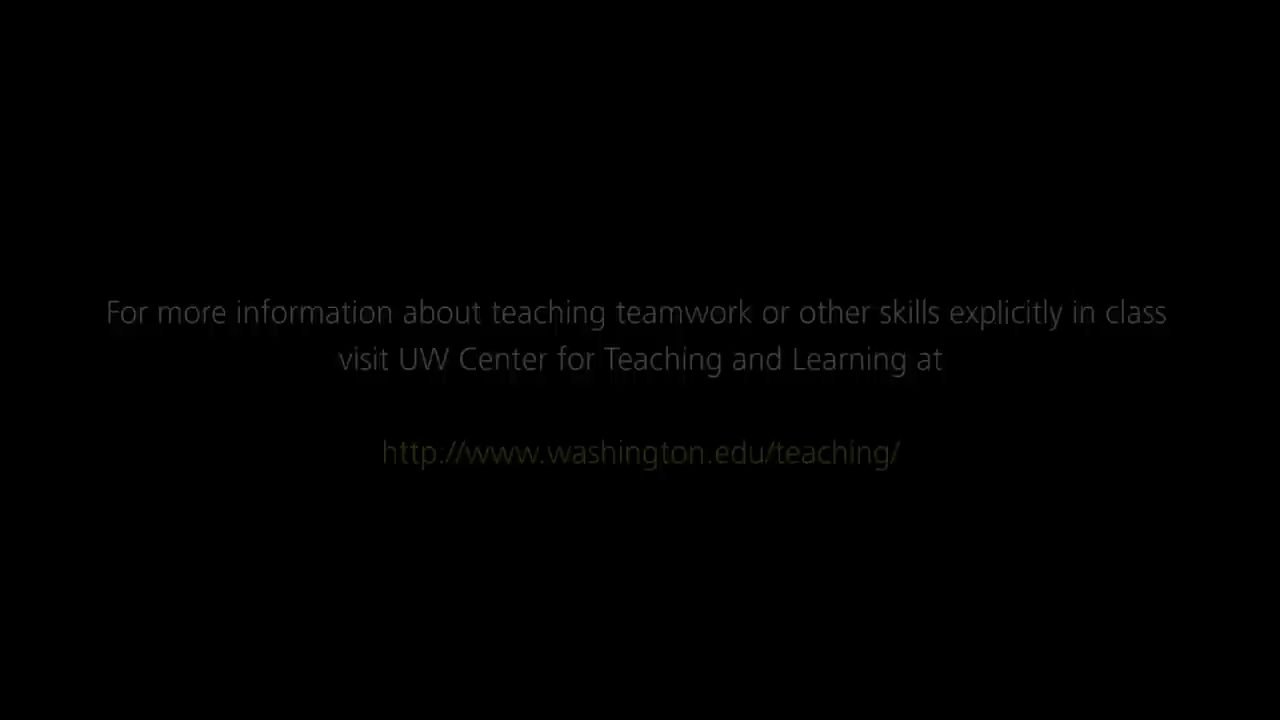 For more information about teaching teamwork or other skills explicitly in class
visit UW Center for Teaching and Learning at
http://www.washington.edu/teaching/